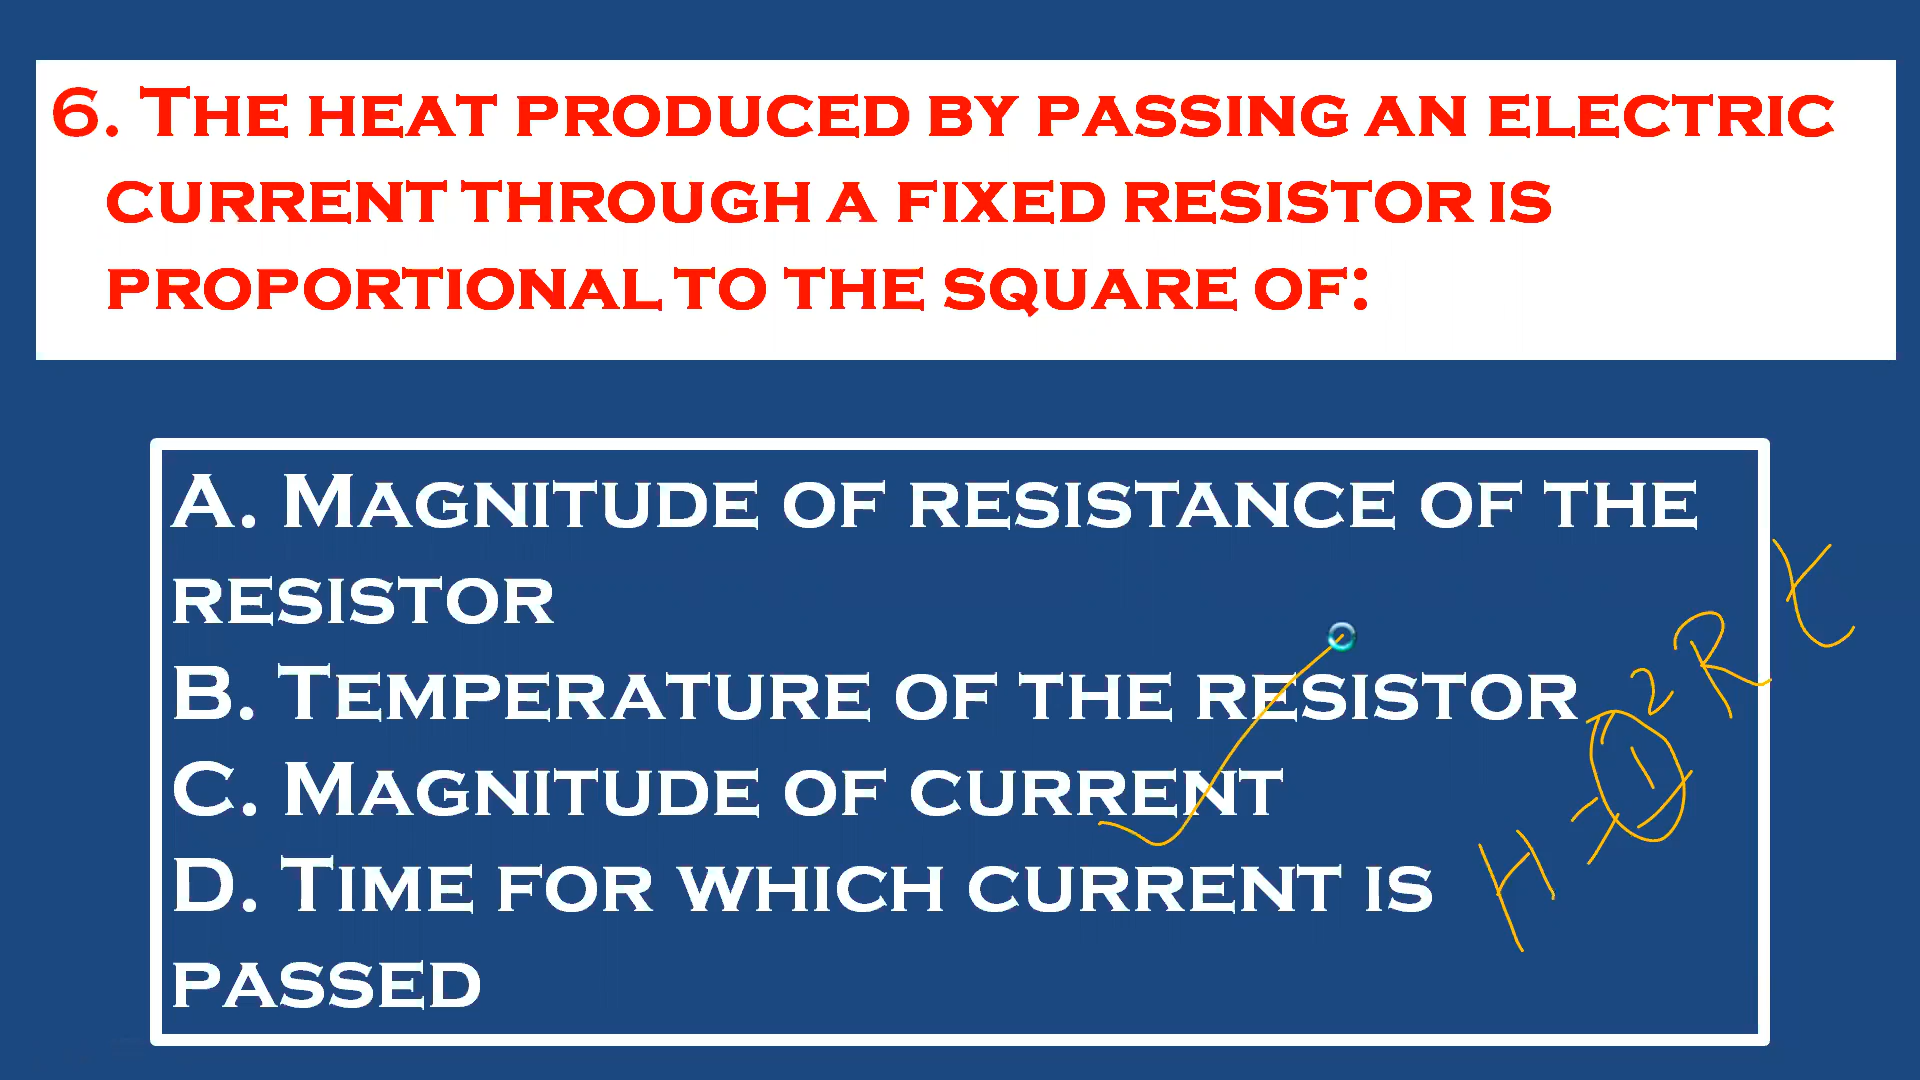 6. The heat produced by passing an electric
current through a fixed resistor is
proportional to the square of:
A. Magnitude of resistance of the
resistor
B. Temperature of the resistor
C. Magnitude of current
D. Time for which current is
passed
H = I²Rt